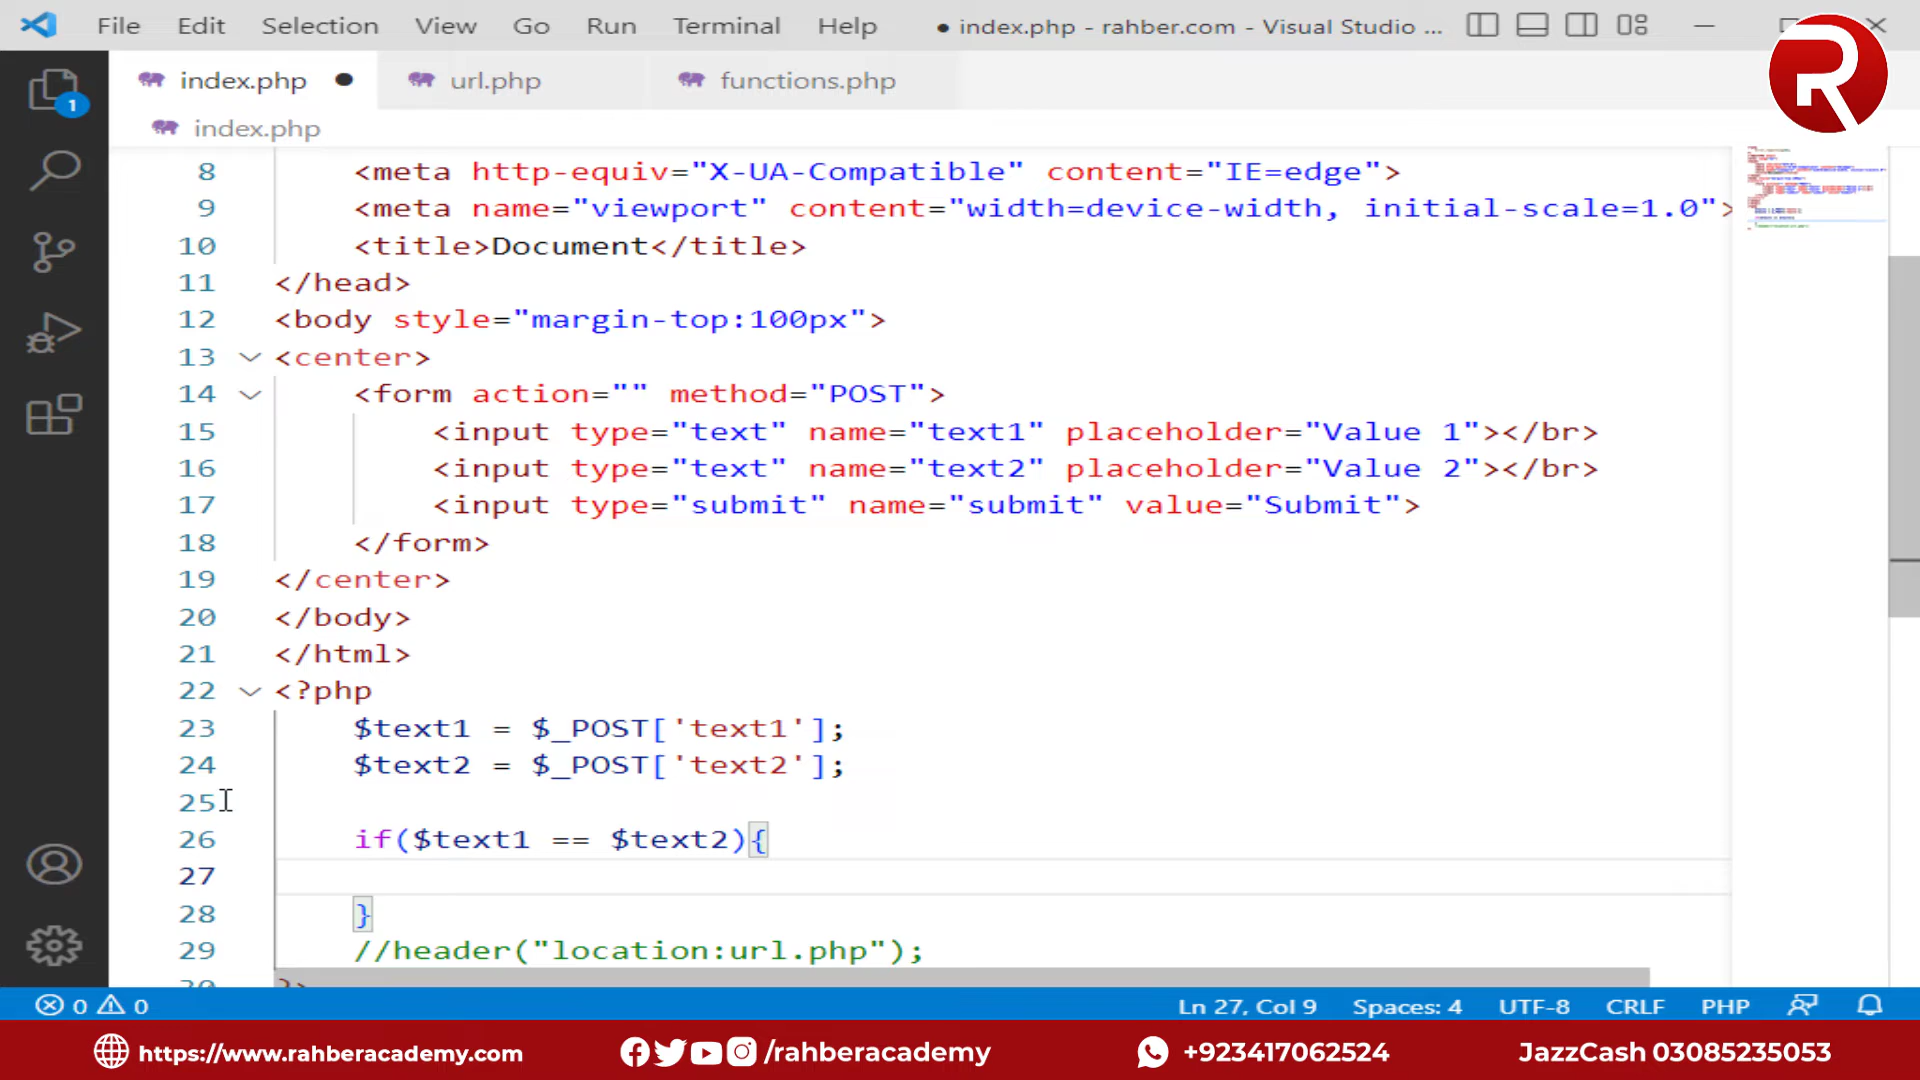 File Edit Selection View Go Run Terminal Help ● index.php - rahber.com - Visual Studio ...
R
index.php ● url.php functions.php
1
index.php
8 <meta http-equiv="X-UA-Compatible" content="IE=edge">
9 <meta name="viewport" content="width=device-width, initial-scale=1.0">
10 <title>Document</title>
11 </head>
12 <body style="margin-top:100px">
13 <center>
14 <form action="" method="POST">
15 <input type="text" name="text1" placeholder="Value 1"></br>
16 <input type="text" name="text2" placeholder="Value 2"></br>
17 <input type="submit" name="submit" value="Submit">
18 </form>
19 </center>
20 </body>
21 </html>
22 <?php
23 $text1 = $_POST['text1'];
24 $text2 = $_POST['text2'];
25
26 if($text1 == $text2){
27
28 }
29 //header("location:url.php");
30 ?>
0 0 Ln 27, Col 9 Spaces: 4 UTF-8 CRLF PHP
https://www.rahberacademy.com /rahberacademy +923417062524 JazzCash 03085235053